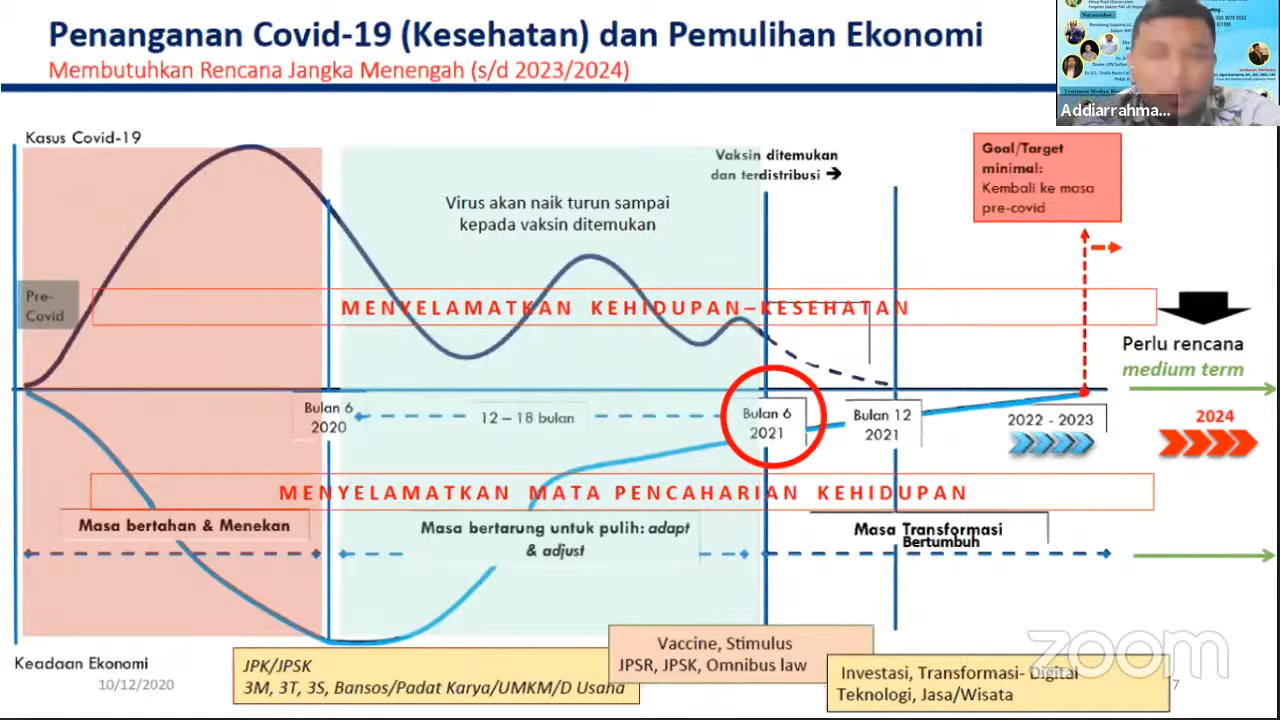 Penanganan Covid-19 (Kesehatan) dan Pemulihan Ekonomi
Membutuhkan Rencana Jangka Menengah (s/d 2023/2024)
Addiarrahma...
Kasus Covid-19
Vaksin ditemukan
dan terdistribusi
Goal/Target
minimal:
Kembali ke masa
pre-covid
Virus akan naik turun sampai
kepada vaksin ditemukan
Pre-
Covid
MENYELAMATKAN KEHIDUPAN–KESEHATAN
Perlu rencana
medium term
Bulan 6
2020
12 – 18 bulan
Bulan 6
2021
Bulan 12
2021
2022 - 2023
2024
MENYELAMATKAN MATA PENCAHARIAN KEHIDUPAN
Masa bertahan & Menekan
Masa bertarung untuk pulih: adapt
& adjust
Masa Transformasi
Bertumbuh
Keadaan Ekonomi
10/12/2020
JPK/JPSK
3M, 3T, 3S, Bansos/Padat Karya/UMKM/D Usaha
Vaccine, Stimulus
JPSR, JPSK, Omnibus law
Investasi, Transformasi- Digital
Teknologi, Jasa/Wisata
zoom
7